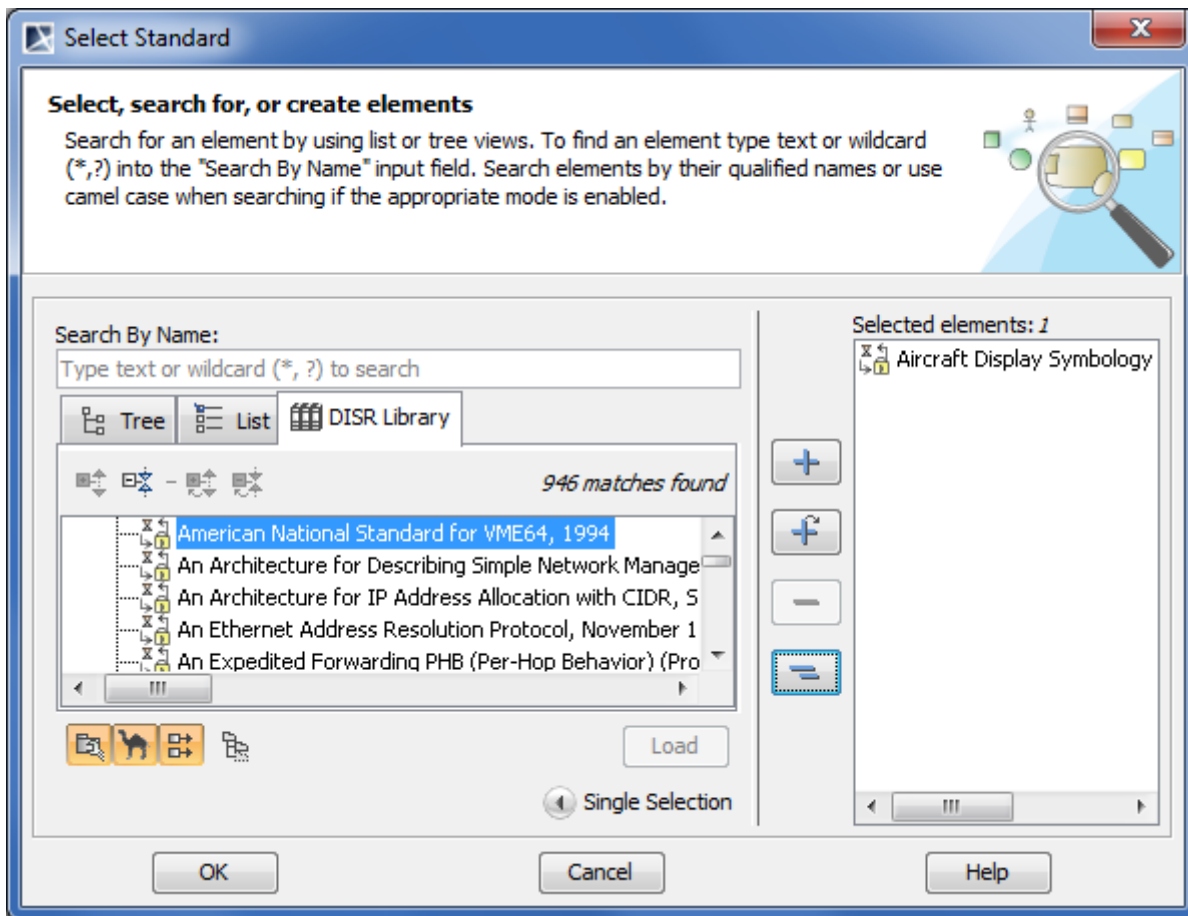 Select Standard
Select, search for, or create elements
Search for an element by using list or tree views. To find an element type text or wildcard
(*,?) into the "Search By Name" input field. Search elements by their qualified names or use
camel case when searching if the appropriate mode is enabled.
Search By Name:
Type text or wildcard (*, ?) to search
Tree
List
DISR Library
946 matches found
American National Standard for VME64, 1994
An Architecture for Describing Simple Network Manage
An Architecture for IP Address Allocation with CIDR, S
An Ethernet Address Resolution Protocol, November 1
An Expedited Forwarding PHB (Per-Hop Behavior) (Pro
Load
Single Selection
Selected elements: 1
Aircraft Display Symbology
OK
Cancel
Help